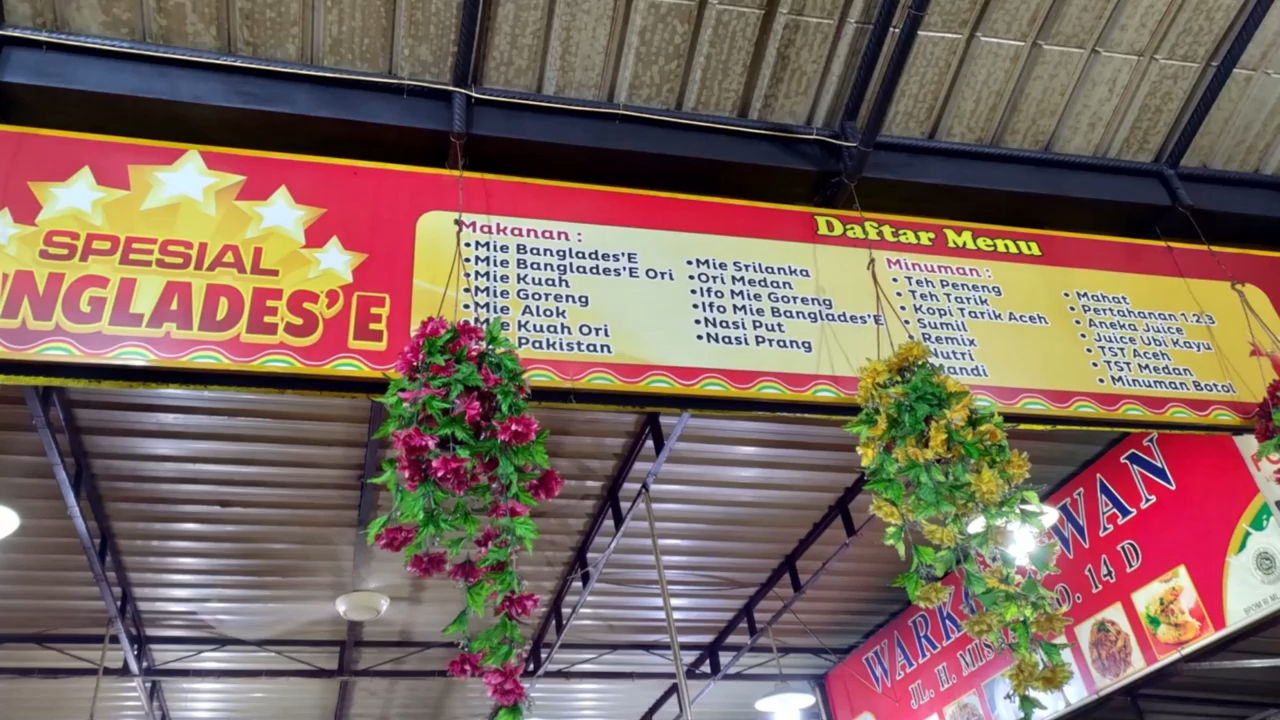 SPESIAL
NGLADES'E
Daftar Menu
Makanan :
•Mie Banglades'E
•Mie Banglades'E Ori
•Mie Kuah
•Mie Goreng
•Mie Alok
Kuah Ori
Pakistan
•Mie Srilanka
•Ori Medan
•Ifo Mie Goreng
•Ifo Mie Banglades'E
•Nasi Put
•Nasi Prang
Minuman :
• Teh Peneng
• Teh Tarik
• Kopi Tarik Aceh
• Sumil
Remix
Nutri
Mandi
• Mahat
• Pertahanan 1.2.3
• Aneka Juice
• Juice Ubi Kayu
• TST Aceh
• TST Medan
• Minuman Botol
WAN
JL. H. O. 14 D